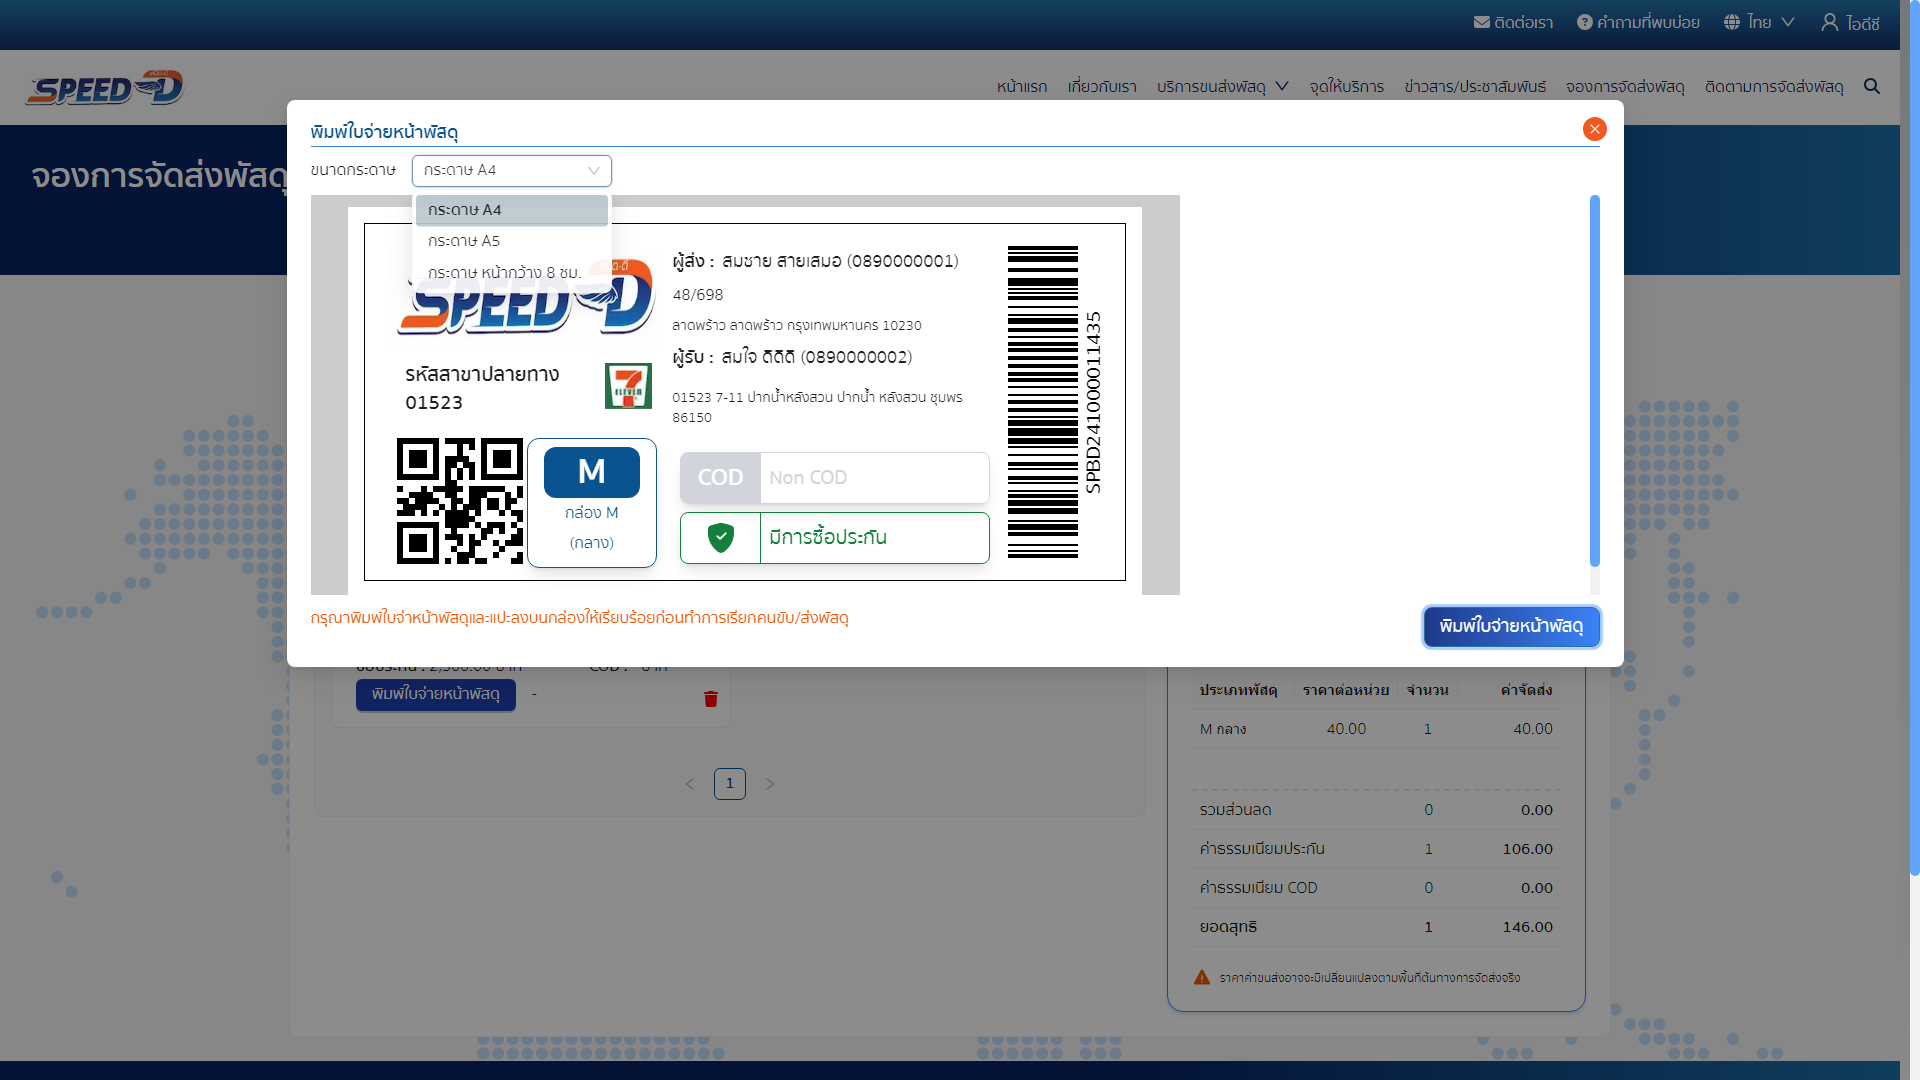 ติดต่อเรา
คำถามที่พบบ่อย
ไทย
ไอดีซี
SPEED-D
หน้าแรก
เกี่ยวกับเรา
บริการขนส่งพัสดุ
จุดให้บริการ
ข่าวสาร/ประชาสัมพันธ์
จองการจัดส่งพัสดุ
ติดตามการจัดส่งพัสดุ
จองการจัดส่งพัสดุ
พิมพ์ใบจ่ายหน้าพัสดุ
ขนาดกระดาษ
กระดาษ A4
กระดาษ A4
กระดาษ A5
กระดาษ หน้ากว้าง 8 ซม.
SPEED-D
รหัสสาขาปลายทาง
01523
7 ELEVEN
M
กล่อง M
(กลาง)
ผู้ส่ง : สมชาย สายเสมอ (0890000001)
48/698
ลาดพร้าว ลาดพร้าว กรุงเทพมหานคร 10230
ผู้รับ : สมใจ ดิดิดิ (0890000002)
01523 7-11 ปากน้ำหลังสวน ปากน้ำ หลังสวน ชุมพร
86150
COD Non COD
มีการซื้อประกัน
SPBD241000011435
กรุณาพิมพ์ใบจ่าหน้าพัสดุและแปะลงบนกล่องให้เรียบร้อยก่อนทำการเรียกคนขับ/ส่งพัสดุ
พิมพ์ใบจ่ายหน้าพัสดุ
พิมพ์ใบจ่ายหน้าพัสดุ -
1
ประเภทพัสดุ ราคาต่อหน่วย จำนวน ค่าจัดส่ง
M กลาง 40.00 1 40.00
รวมส่วนลด 0 0.00
ค่าธรรมเนียมประกัน 1 106.00
ค่าธรรมเนียม COD 0 0.00
ยอดสุทธิ 1 146.00
ราคาค่าขนส่งอาจจะมีเปลี่ยนแปลงตามพื้นที่ต้นทางการจัดส่งจริง